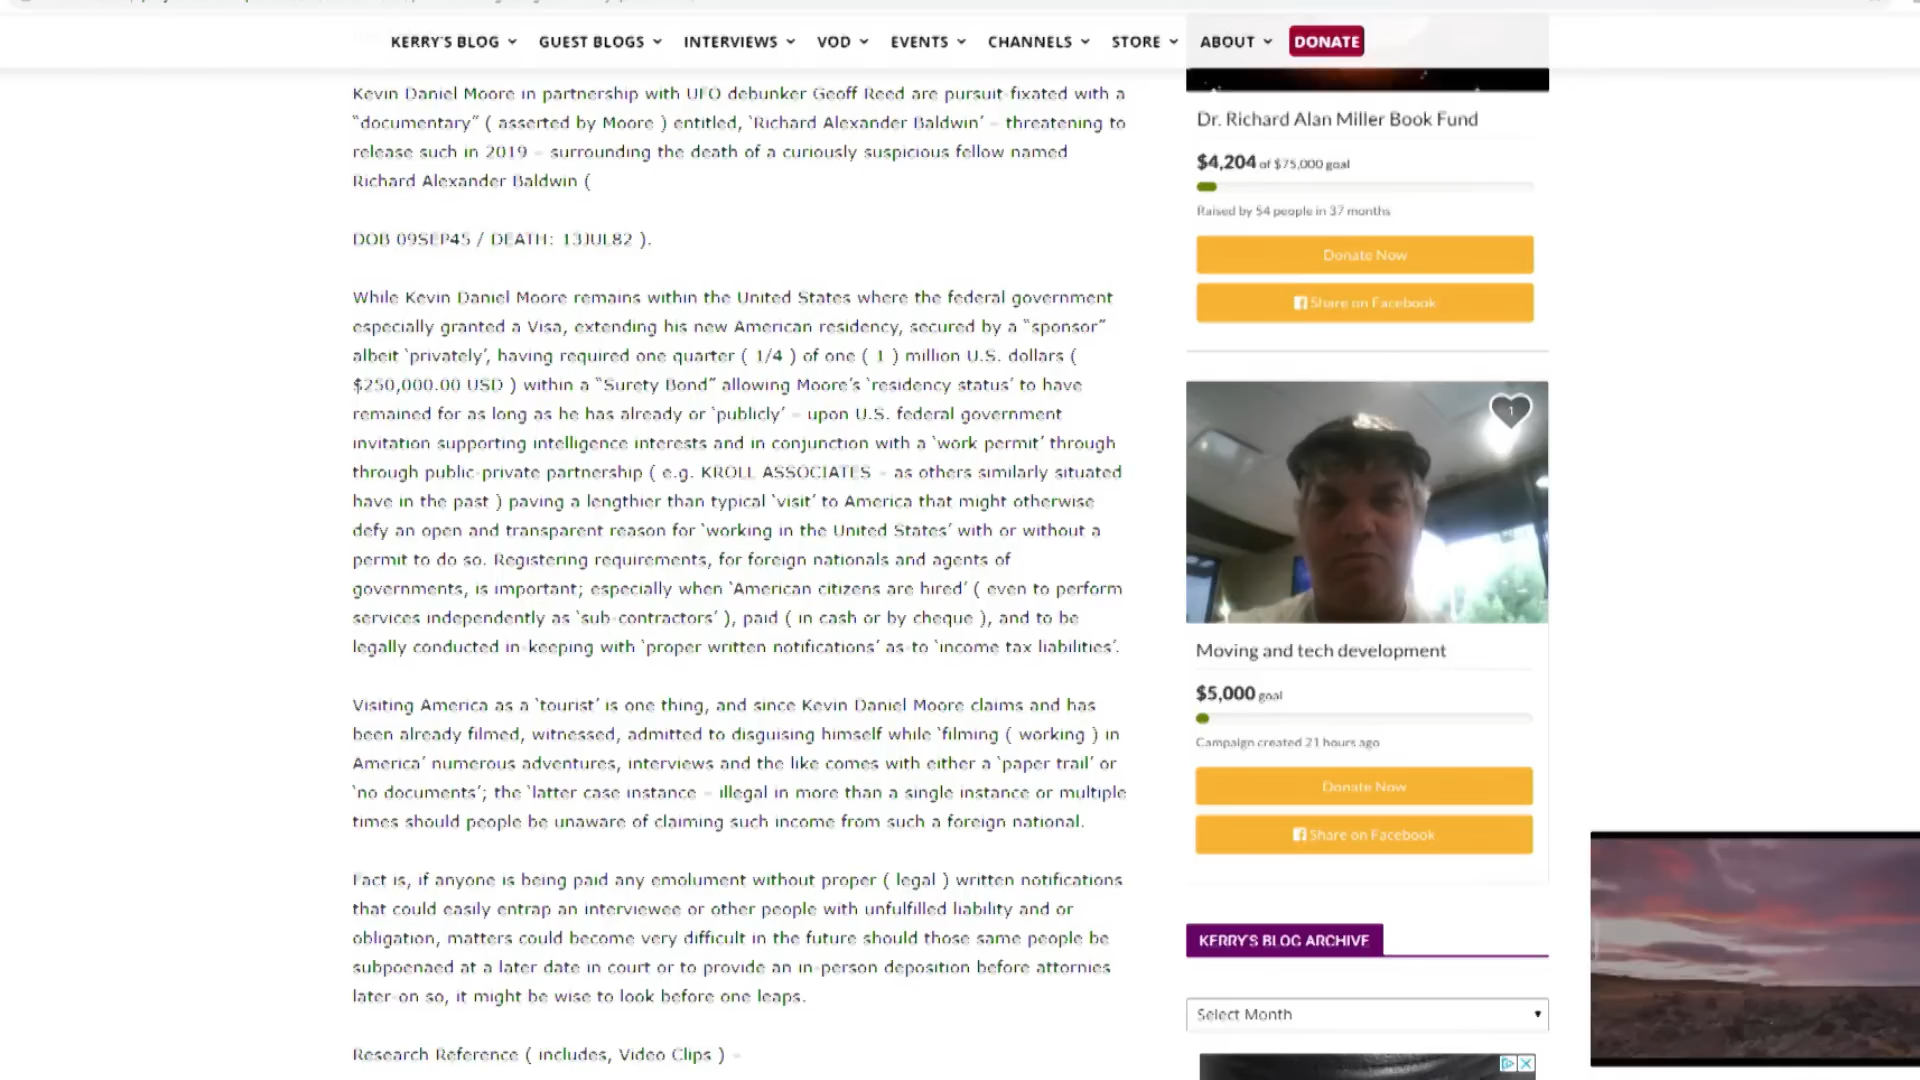 KERRY'S BLOG
GUEST BLOGS
INTERVIEWS
VOD
EVENTS
CHANNELS
STORE
ABOUT
DONATE
Kevin Daniel Moore in partnership with UFO debunker Geoff Reed are pursuit-fixated with a
"documentary" ( asserted by Moore ) entitled, 'Richard Alexander Baldwin' – threatening to
release such in 2019 – surrounding the death of a curiously suspicious fellow named
Richard Alexander Baldwin (
DOB 09SEP45 / DEATH: 13JUL82 ).
While Kevin Daniel Moore remains within the United States where the federal government
especially granted a Visa, extending his new American residency, secured by a "sponsor"
albeit 'privately', having required one quarter ( 1/4 ) of one ( 1 ) million U.S. dollars (
$250,000.00 USD ) within a "Surety Bond" allowing Moore's 'residency status' to have
remained for as long as he has already or 'publicly' – upon U.S. federal government
invitation supporting intelligence interests and in conjunction with a 'work permit' through
through public-private partnership ( e.g. KROLL ASSOCIATES – as others similarly situated
have in the past ) paving a lengthier than typical 'visit' to America that might otherwise
defy an open and transparent reason for 'working in the United States' with or without a
permit to do so. Registering requirements, for foreign nationals and agents of
governments, is important; especially when 'American citizens are hired' ( even to perform
services independently as 'sub-contractors' ), paid ( in cash or by cheque ), and to be
legally conducted in-keeping with 'proper written notifications' as-to 'income tax liabilities'.
Visiting America as a 'tourist' is one thing, and since Kevin Daniel Moore claims and has
been already filmed, witnessed, admitted to disguising himself while 'filming ( working ) in
America' numerous adventures, interviews and the like comes with either a 'paper trail' or
'no documents'; the 'latter case instance – illegal in more than a single instance or multiple
times should people be unaware of claiming such income from such a foreign national.
Fact is, if anyone is being paid any emolument without proper ( legal ) written notifications
that could easily entrap an interviewee or other people with unfulfilled liability and or
obligation, matters could become very difficult in the future should those same people be
subpoenaed at a later date in court or to provide an in-person deposition before attornies
later-on so, it might be wise to look before one leaps.
Research Reference ( includes, Video Clips ) –
Dr. Richard Alan Miller Book Fund
$4,204 of $75,000 goal
Raised by 54 people in 37 months
Donate Now
Share on Facebook
1
Moving and tech development
$5,000 goal
Campaign created 21 hours ago
Donate Now
Share on Facebook
KERRY'S BLOG ARCHIVE
Select Month